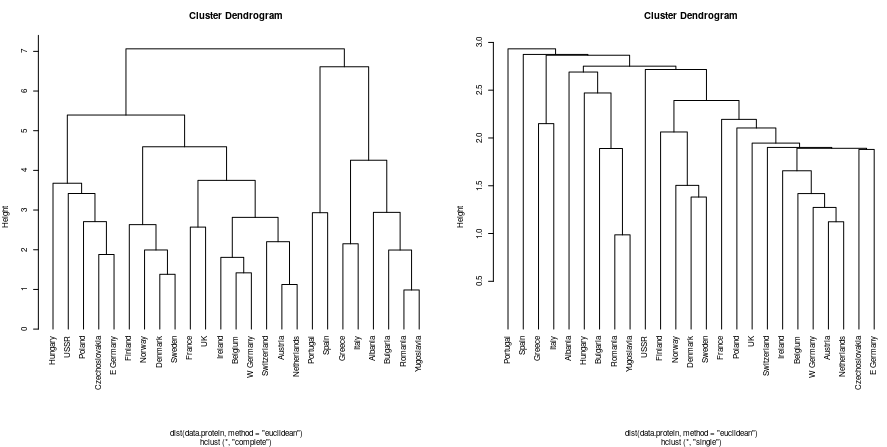 Cluster Dendrogram
Height
7
6
5
4
3
2
1
0
Hungary
USSR
Poland
Czechoslovakia
E Germany
Finland
Norway
Denmark
Sweden
France
UK
Ireland
Belgium
W Germany
Switzerland
Austria
Netherlands
Portugal
Spain
Greece
Italy
Albania
Bulgaria
Romania
Yugoslavia
dist(data.protein, method = "euclidean")
hclust (*, "complete")
Cluster Dendrogram
Height
3.0
2.5
2.0
1.5
1.0
0.5
Portugal
Spain
Greece
Italy
Albania
Hungary
Bulgaria
Romania
Yugoslavia
USSR
Finland
Norway
Denmark
Sweden
France
Poland
UK
Switzerland
Ireland
Belgium
W Germany
Austria
Netherlands
Czechoslovakia
E Germany
dist(data.protein, method = "euclidean")
hclust (*, "single")